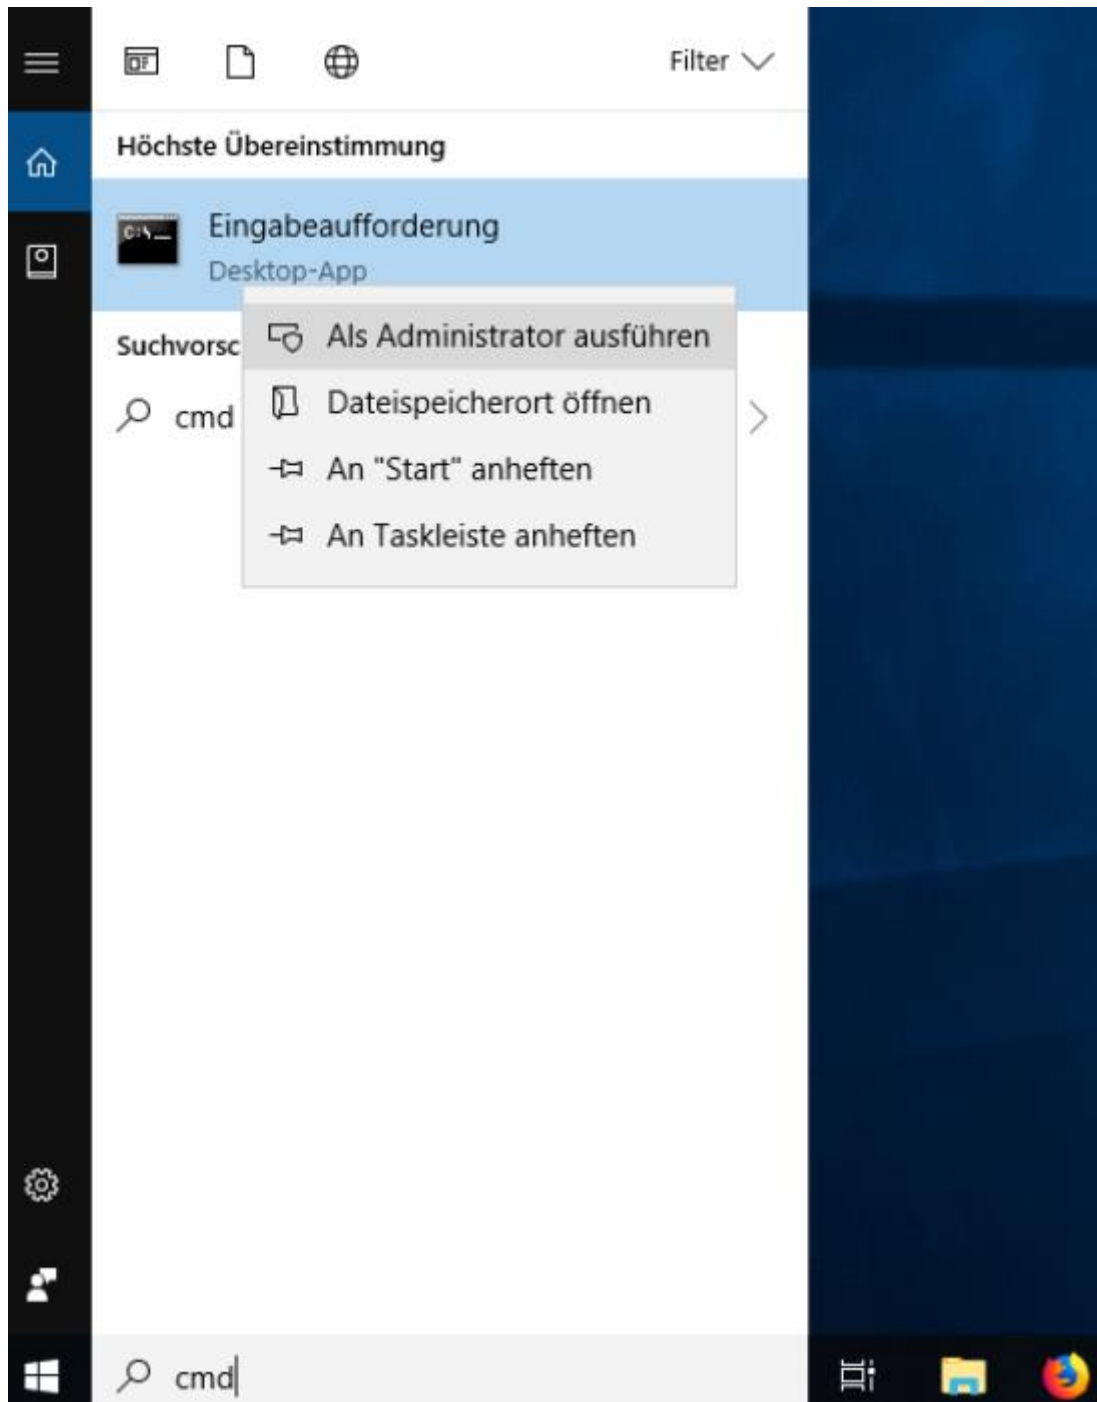 Filter
Höchste Übereinstimmung
C:\
Eingabeaufforderung
Desktop-App
Als Administrator ausführen
Suchvorsc
Dateispeicherort öffnen
cmd
An "Start" anheften
An Taskleiste anheften
cmd